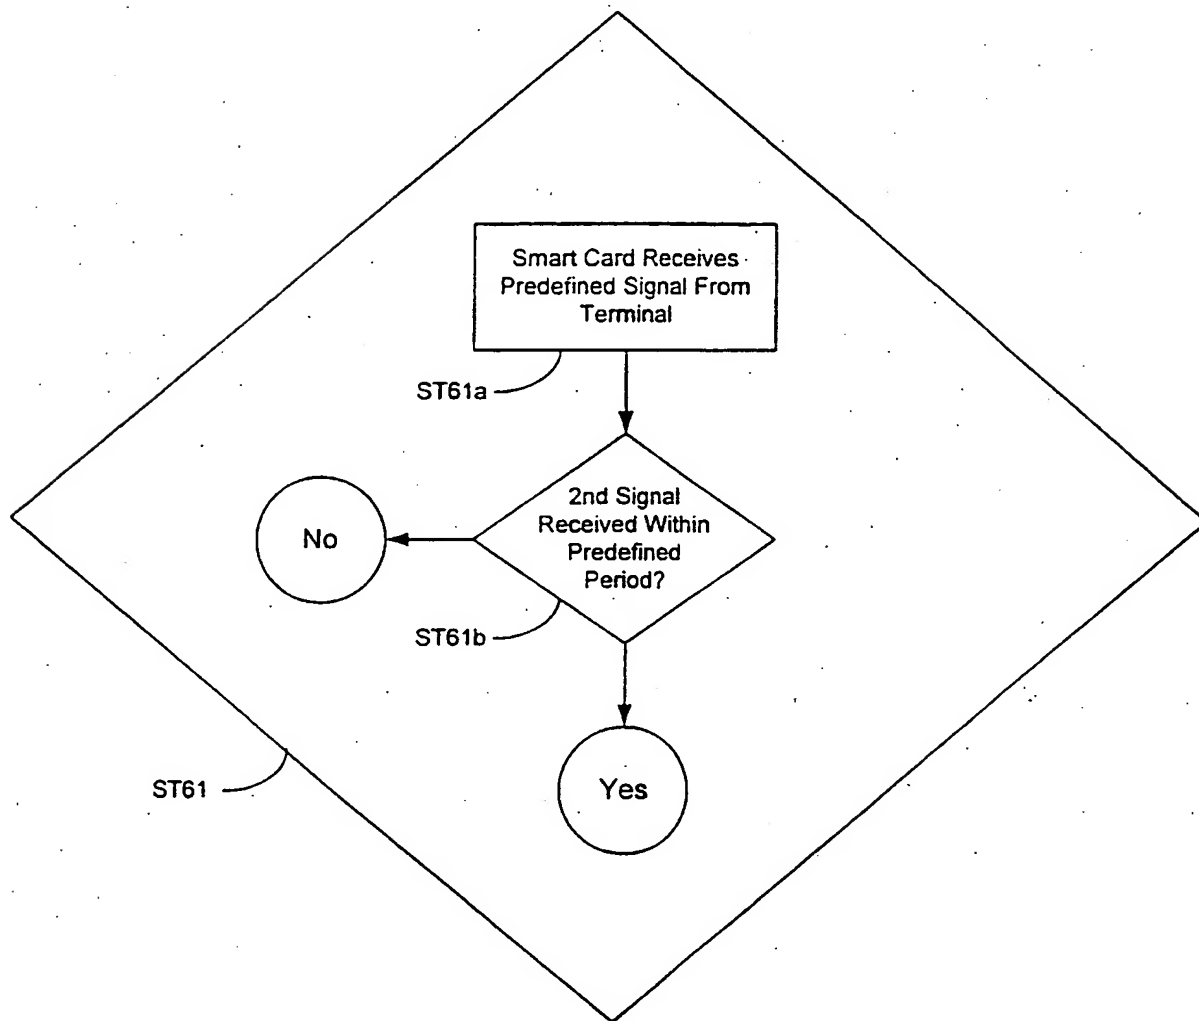 Smart Card Receives
Predefined Signal From
Terminal
ST61a
2nd Signal
Received Within
Predefined
Period?
No
ST61b
Yes
ST61